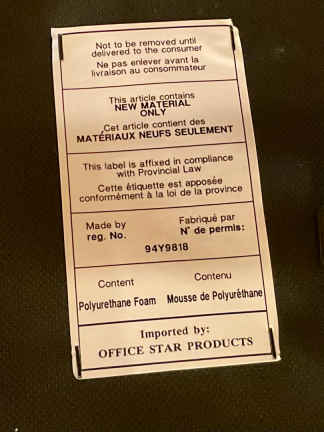 Not to be removed until
delivered to the consumer
Ne pas enlever avant la
livraison au consommateur
This article contains
NEW MATERIAL
ONLY
Cet article contient des
MATÉRIAUX NEUFS SEULEMENT
This label is affixed in compliance
with Provincial Law
Cette étiquette est apposée
conformément à la loi de la province
Made by
reg. No.
Fabriqué par
N° de permis:
94Y9818
Content
Contenu
Polyurethane Foam
Mousse de Polyuréthane
Imported by:
OFFICE STAR PRODUCTS